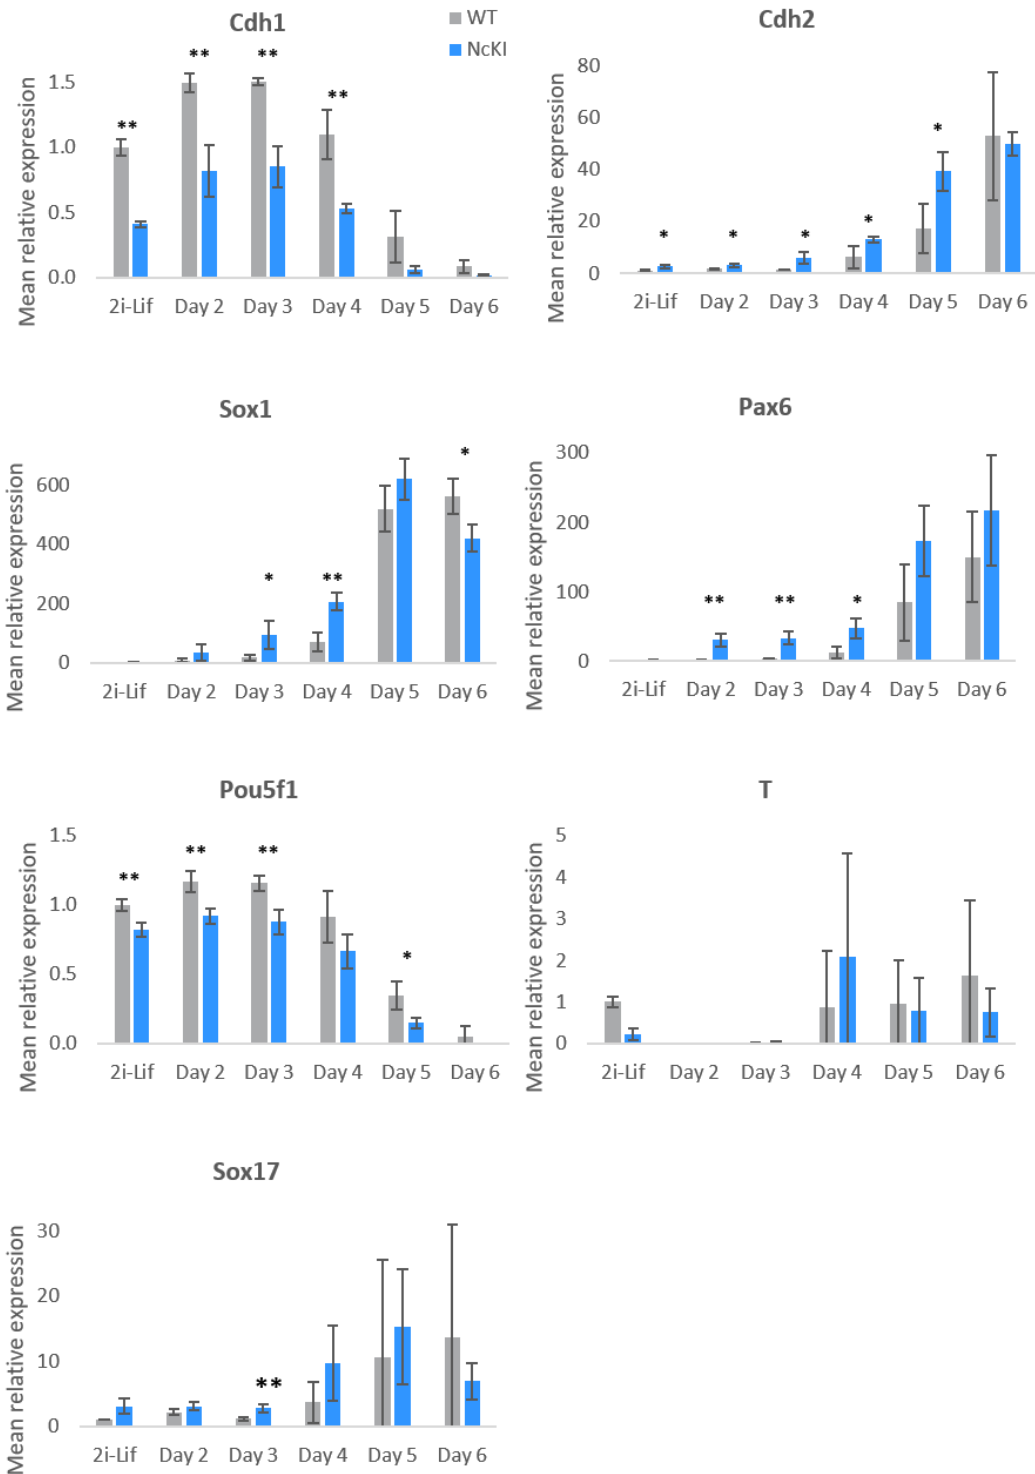 Cdh1
WT
NcKI
Mean relative expression
1.5
1.0
0.5
0.0
** ** ** **
2i-Lif Day 2 Day 3 Day 4 Day 5 Day 6
Cdh2
Mean relative expression
80
60
40
20
0
* * * * *
2i-Lif Day 2 Day 3 Day 4 Day 5 Day 6
Sox1
Mean relative expression
600
400
200
0
* ** *
2i-Lif Day 2 Day 3 Day 4 Day 5 Day 6
Pax6
Mean relative expression
300
200
100
0
** ** *
2i-Lif Day 2 Day 3 Day 4 Day 5 Day 6
Pou5f1
Mean relative expression
1.5
1.0
0.5
0.0
** ** ** *
2i-Lif Day 2 Day 3 Day 4 Day 5 Day 6
T
Mean relative expression
5
4
3
2
1
0
2i-Lif Day 2 Day 3 Day 4 Day 5 Day 6
Sox17
Mean relative expression
30
20
10
0
**
2i-Lif Day 2 Day 3 Day 4 Day 5 Day 6